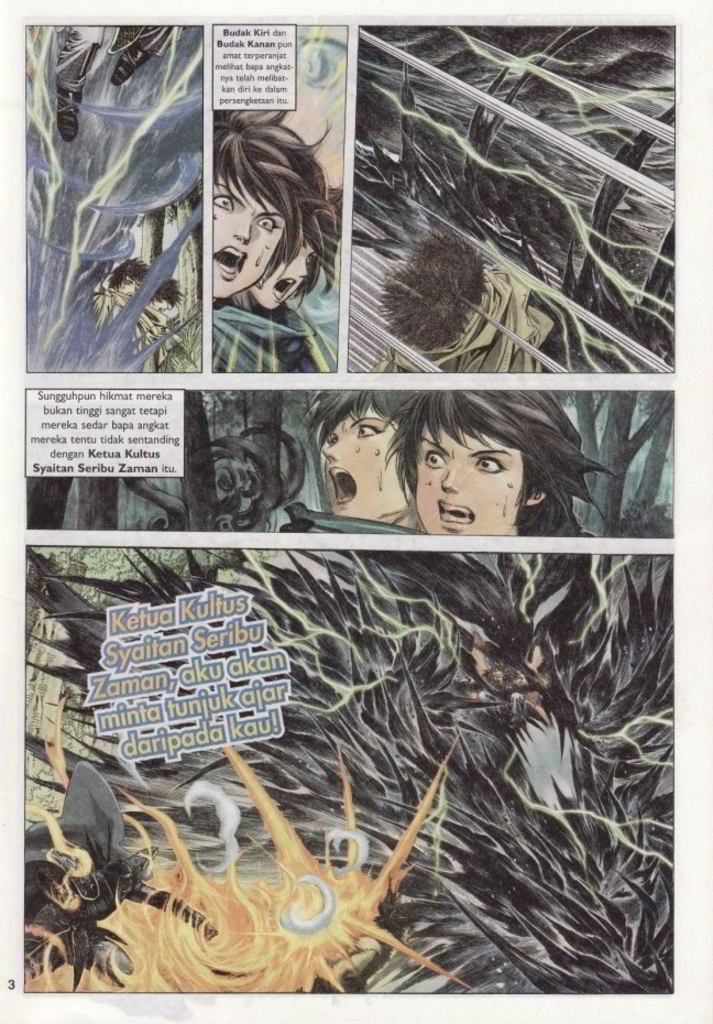 Budak Kiri dan
Budak Kanan pun
amat terperanjat
melihat bapa angkat-
nya telah melibat-
kan diri ke dalam
persengketaan itu.
Sungguhpun hikmat mereka
bukan tinggi sangat tetapi
mereka sedar bapa angkat
mereka tentu tidak sentanding
dengan Ketua Kultus
Syaitan Seribu Zaman itu.
Ketua Kultus
Syaitan Seribu
Zaman, aku akan
minta tunjuk ajar
daripada kau!
3